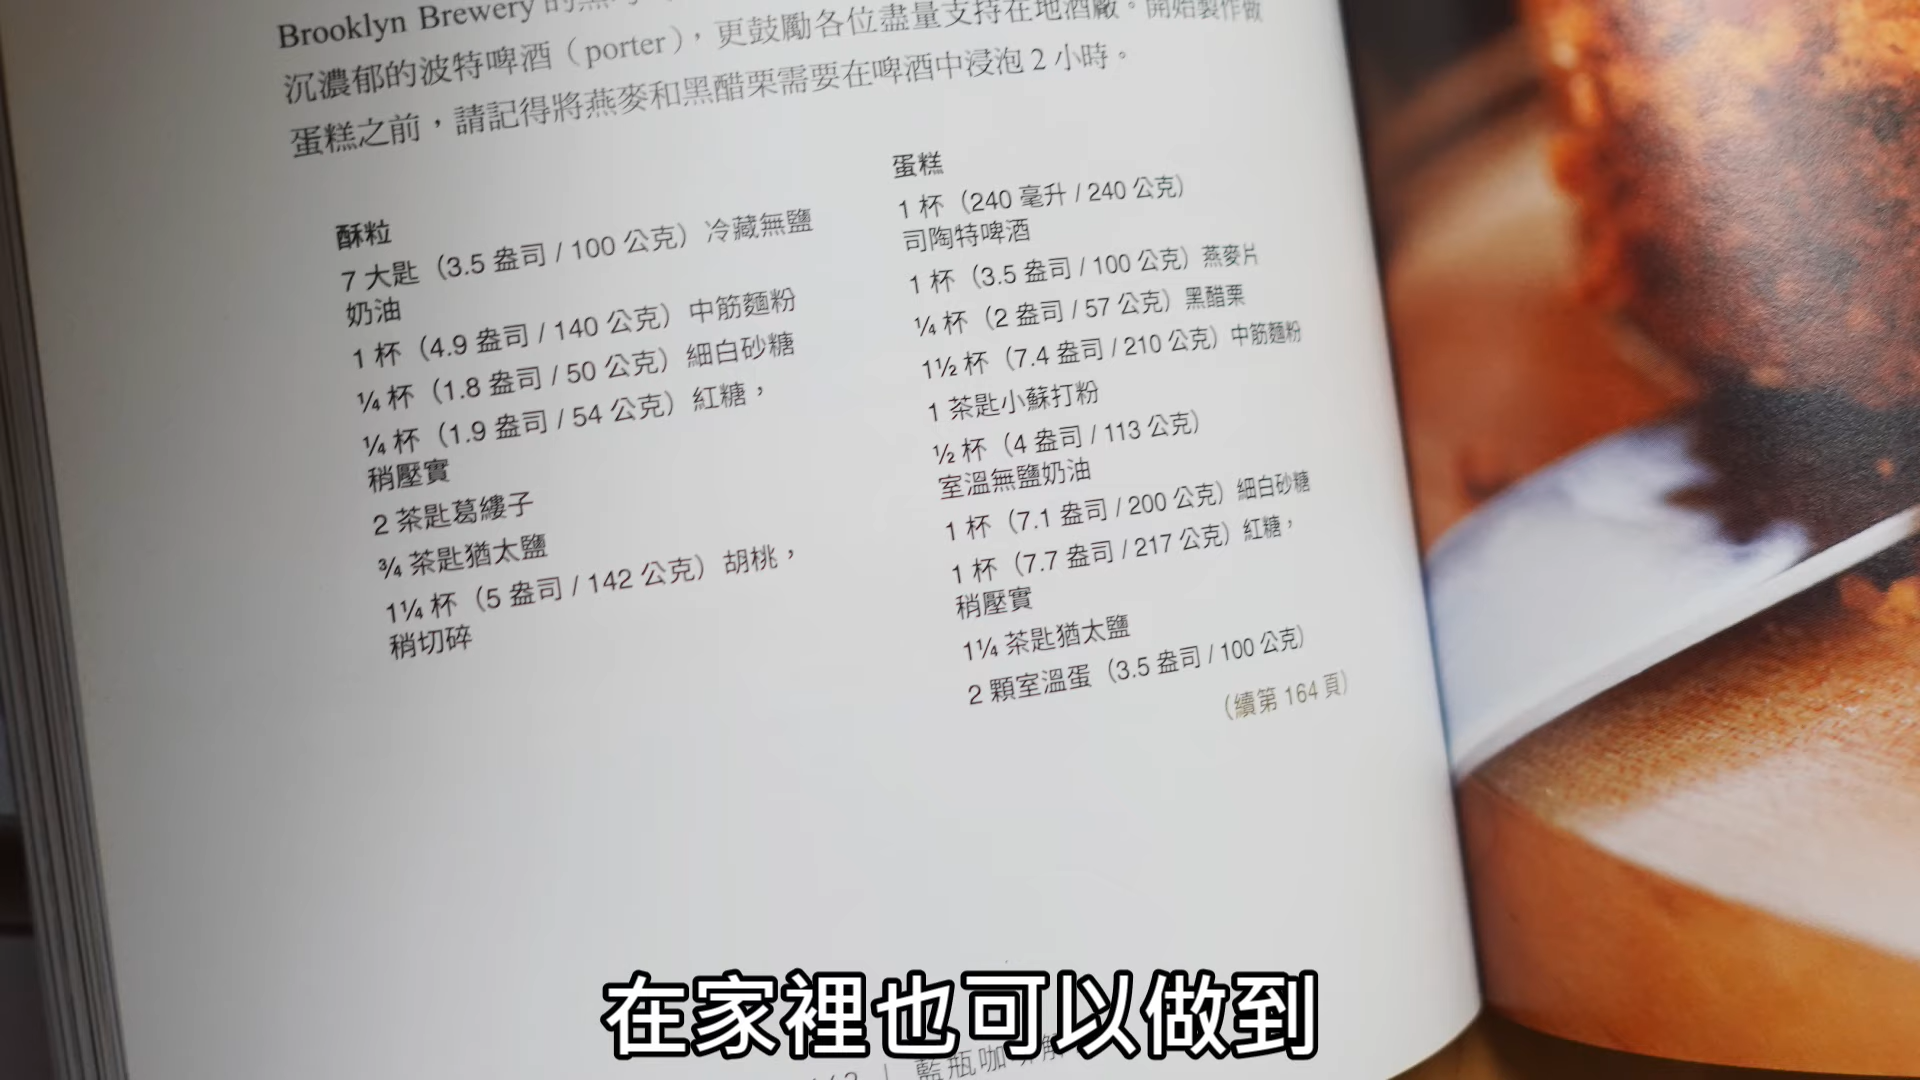 Brooklyn Brewery 的黑
沉濃郁的波特啤酒（porter），更鼓勵各位盡量支持在地酒廠。開始製作做
蛋糕之前，請記得將燕麥和黑醋栗需要在啤酒中浸泡 2 小時。
酥粒
7 大匙（3.5 盎司 / 100 公克）冷藏無鹽
奶油
1 杯（4.9 盎司 / 140 公克）中筋麵粉
¼ 杯（1.8 盎司 / 50 公克）細白砂糖
¼ 杯（1.9 盎司 / 54 公克）紅糖，
稍壓實
2 茶匙葛縷子
¾ 茶匙猶太鹽
1¼ 杯（5 盎司 / 142 公克）胡桃，
稍切碎
蛋糕
1 杯（240 毫升 / 240 公克）
司陶特啤酒
1 杯（3.5 盎司 / 100 公克）燕麥片
¼ 杯（2 盎司 / 57 公克）黑醋栗
1½ 杯（7.4 盎司 / 210 公克）中筋麵粉
1 茶匙小蘇打粉
½ 杯（4 盎司 / 113 公克）
室溫無鹽奶油
1 杯（7.1 盎司 / 200 公克）細白砂糖
1 杯（7.7 盎司 / 217 公克）紅糖，
稍壓實
1¼ 茶匙猶太鹽
2 顆室溫蛋（3.5 盎司 / 100 公克）
（續第 164 頁）
在家裡也可以做到
藍瓶咖